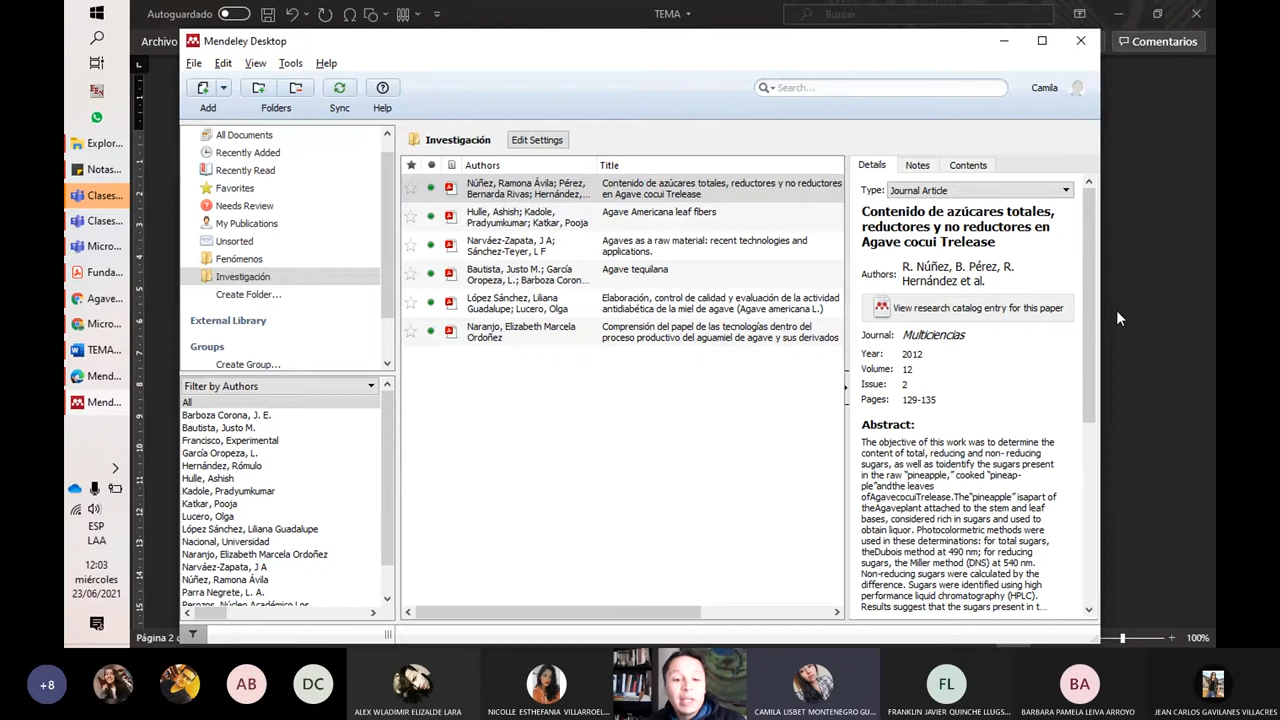 Autoguardado
TEMA
Buscar
Archivo
Comentarios
Mendeley Desktop
File Edit View Tools Help
Search...
Camila
Add Folders Sync Help
All Documents
Recently Added
Recently Read
Favorites
Needs Review
My Publications
Unsorted
Fenómenos
Investigación
Create Folder...
External Library
Groups
Create Group...
Filter by Authors
All
Barboza Corona, J. E.
Bautista, Justo M.
Francisco, Experimental
García Oropeza, L.
Hernández, Rómulo
Hulle, Ashish
Kadole, Pradyumkumar
Katkar, Pooja
Lucero, Olga
López Sánchez, Liliana Guadalupe
Nacional, Universidad
Naranjo, Elizabeth Marcela Ordoñez
Narváez-Zapata, J A
Núñez, Ramona Ávila
Parra Negrete, L. A.
Perozos, Núcleo Académico Los
Investigación
Edit Settings
Authors Title
Núñez, Ramona Ávila; Pérez, Bernarda Rivas; Hernández,...
Contenido de azúcares totales, reductores y no reductores en Agave cocui Trelease
Hulle, Ashish; Kadole, Pradyumkumar; Katkar, Pooja
Agave Americana leaf fibers
Narváez-Zapata, J A; Sánchez-Teyer, L F
Agaves as a raw material: recent technologies and applications.
Bautista, Justo M.; García Oropeza, L.; Barboza Coron...
Agave tequilana
López Sánchez, Liliana Guadalupe; Lucero, Olga
Elaboración, control de calidad y evaluación de la actividad antibiótica de la miel de agave (Agave americana L.)
Naranjo, Elizabeth Marcela Ordoñez
Comprensión del papel de las tecnologías dentro del proceso productivo del aguamiel de agave y sus derivados
Details Notes Contents
Type: Journal Article
Contenido de azúcares totales,
reductores y no reductores en
Agave cocui Trelease
Authors: R. Núñez, B. Pérez, R.
Hernández et al.
View research catalog entry for this paper
Journal: Multiciencias
Year: 2012
Volume: 12
Issue: 2
Pages: 129-135
Abstract:
The objective of this work was to determine the
content of total, reducing and non- reducing
sugars, as well as toidentify the sugars present
in the raw "pineapple," cooked "pineap-
ple"andthe leaves
ofAgavecocuiTrelease.The"pineapple" isapart of
theAgaveplant attached to the stem and leaf
bases, considered rich in sugars and used to
obtain liquor. Photocolormetric methods were
used in these determinations: for total sugars,
theDubois method at 490 nm; for reducing
sugars, the Miller method (DNS) at 540 nm.
Non-reducing sugars were calculated by the
difference. Sugars were identified using high
performance liquid chromatography (HPLC).
Results suggest that the sugars present in t...
Explor...
Notas...
Clases...
Clases...
Micro...
Funda...
Agave...
Micro...
TEMA...
Mend...
Mend...
ESP
LAA
12:03
miércoles
23/06/2021
Página 2
100%
+8
AB
DC
FL
BA
ALEX WLADIMIR ELIZALDE LARA
NICOLLE ESTHEFANIA VILLARROEL...
CAMILA LISBET MONTENEGRO GU...
FRANKLIN JAVIER QUINCHE LLUGS...
BARBARA PAMELA LEIVA ARROYO
JEAN CARLOS GAVILANES VILLACRES